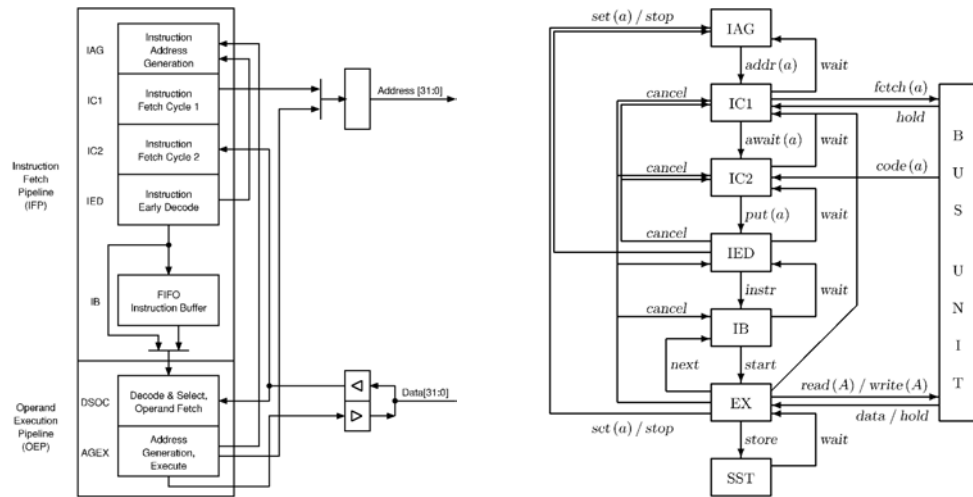 IAG
Instruction
Address
Generation
IC1
Instruction
Fetch Cycle 1
Address [31:0]
Instruction
Fetch
Pipeline
(IFP)
IC2
Instruction
Fetch Cycle 2
IED
Instruction
Early Decode
IB
FIFO
Instruction Buffer
Operand
Execution
Pipeline
(OEP)
DSOC
Decode & Select,
Operand Fetch
Data[31:0]
AGEX
Address
Generation,
Execute
set(a) / stop
IAG
addr(a)
wait
cancel
IC1
fetch(a)
hold
await(a)
wait
cancel
IC2
code(a)
put(a)
wait
cancel
IED
instr
wait
cancel
IB
next
start
read(A) / write(A)
EX
set(a) / stop
data / hold
store
wait
SST
B
U
S
U
N
I
T